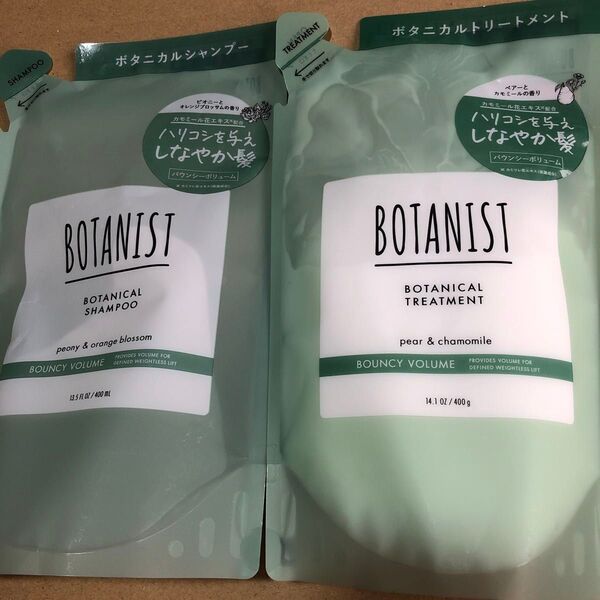 ボタニカルシャンプー
SHAMPOO
ピオニーと
オレンジブロッサムの香り
カモミール花エキス※配合
ハリコシを与え
しなやか髪
バウンシーボリューム
BOTANIST
BOTANICAL
SHAMPOO
peony & orange blossom
BOUNCY VOLUME
PROVIDES VOLUME FOR
DEFINED WEIGHTLESS LIFT
13.5 FL OZ / 400 mL
ボタニカルトリートメント
TREATMENT
ペアーと
カモミールの香り
カモミール花エキス※配合
ハリコシを与え
しなやか髪
バウンシーボリューム
BOTANIST
BOTANICAL
TREATMENT
pear & chamomile
BOUNCY VOLUME
PROVIDES VOLUME FOR
DEFINED WEIGHTLESS LIFT
14.1 OZ / 400 g